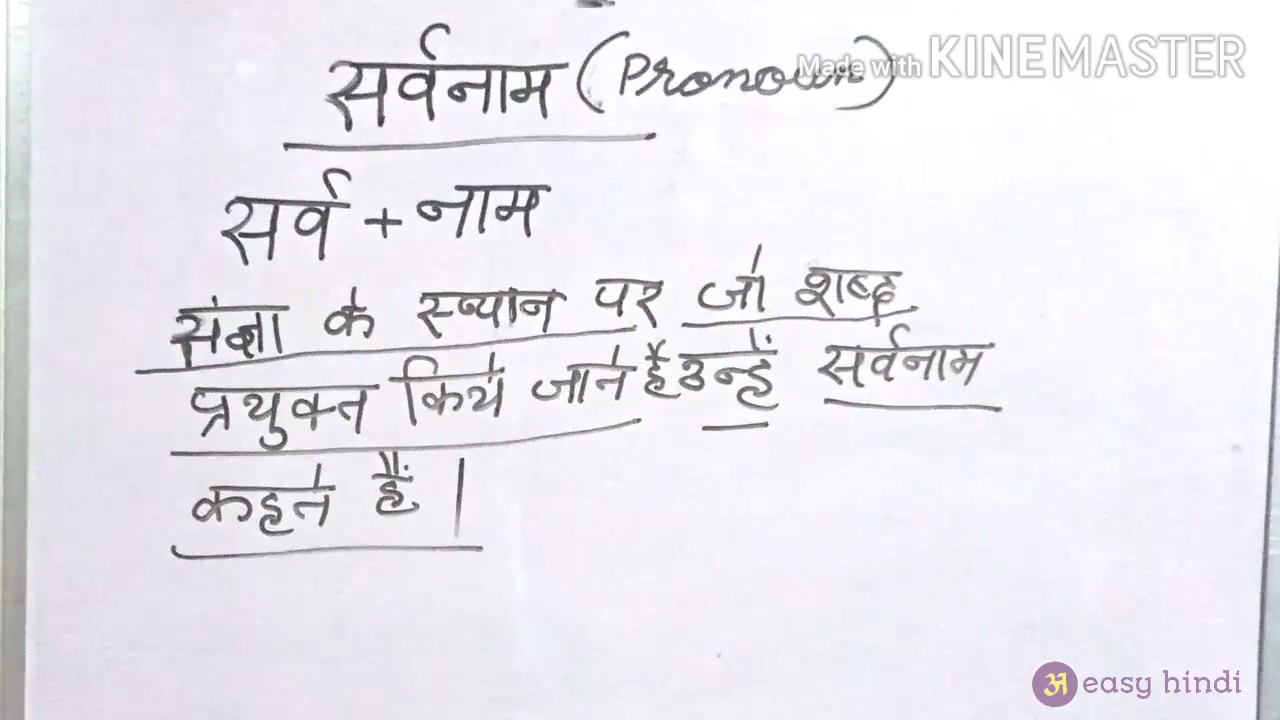 सर्वनाम (Pronoun)
Made with KINEMASTER
सर्व + नाम
संज्ञा के स्थान पर जो शब्द
प्रयुक्त किये जाते है उन्हें सर्वनाम
कहते हैं |
अ easy hindi